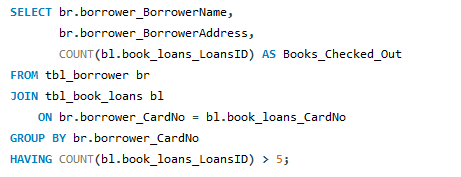 SELECT br.borrower_BorrowerName,
       br.borrower_BorrowerAddress,
       COUNT(bl.book_loans_LoansID) AS Books_Checked_Out
FROM tbl_borrower br
JOIN tbl_book_loans bl
    ON br.borrower_CardNo = bl.book_loans_CardNo
GROUP BY br.borrower_CardNo
HAVING COUNT(bl.book_loans_LoansID) > 5;